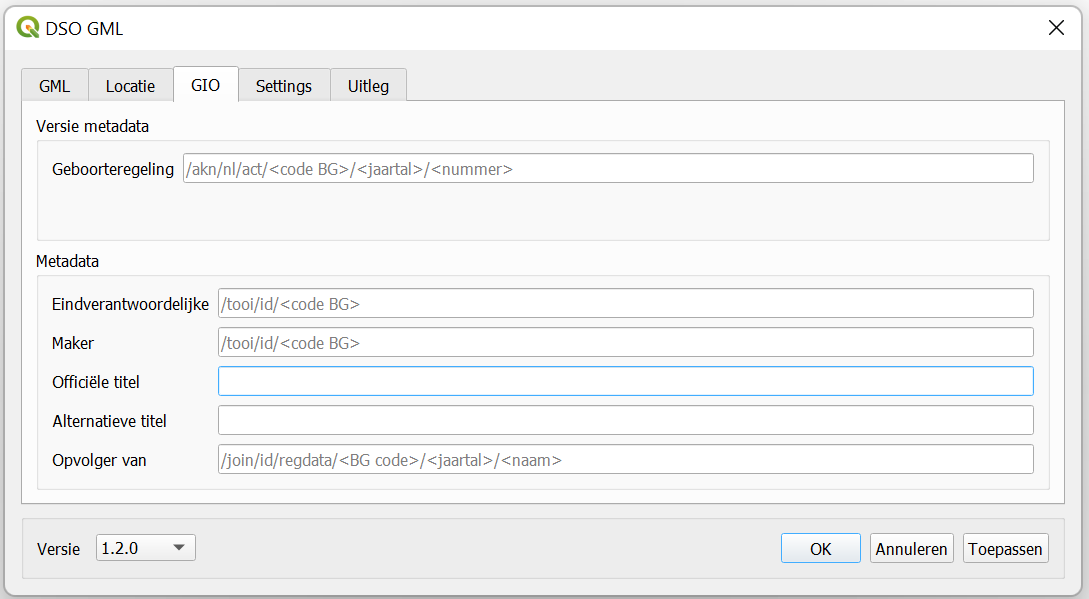 DSO GML
GML Locatie GIO Settings Uitleg
Versie metadata
Geboorteregeling /akn/nl/act/<code BG>/<jaartal>/<nummer>
Metadata
Eindverantwoordelijke /tooi/id/<code BG>
Maker /tooi/id/<code BG>
Officiële titel
Alternatieve titel
Opvolger van /join/id/regdata/<BG code>/<jaartal>/<naam>
Versie 1.2.0 OK Annuleren Toepassen